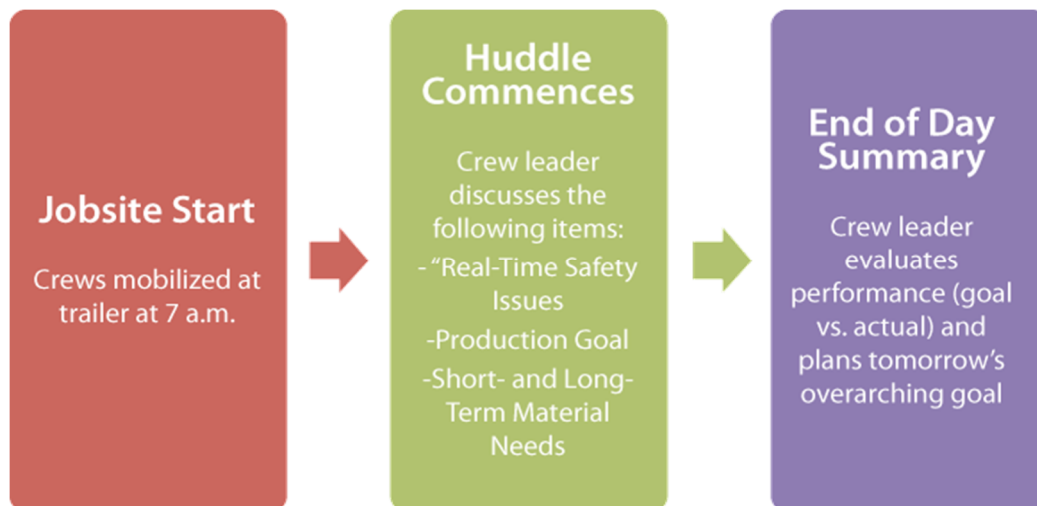 Jobsite Start
Crews mobilized at
trailer at 7 a.m.
Huddle
Commences
Crew leader
discusses the
following items:
- “Real-Time Safety
Issues
-Production Goal
-Short- and Long-
Term Material
Needs
End of Day
Summary
Crew leader
evaluates
performance (goal
vs. actual) and
plans tomorrow’s
overarching goal